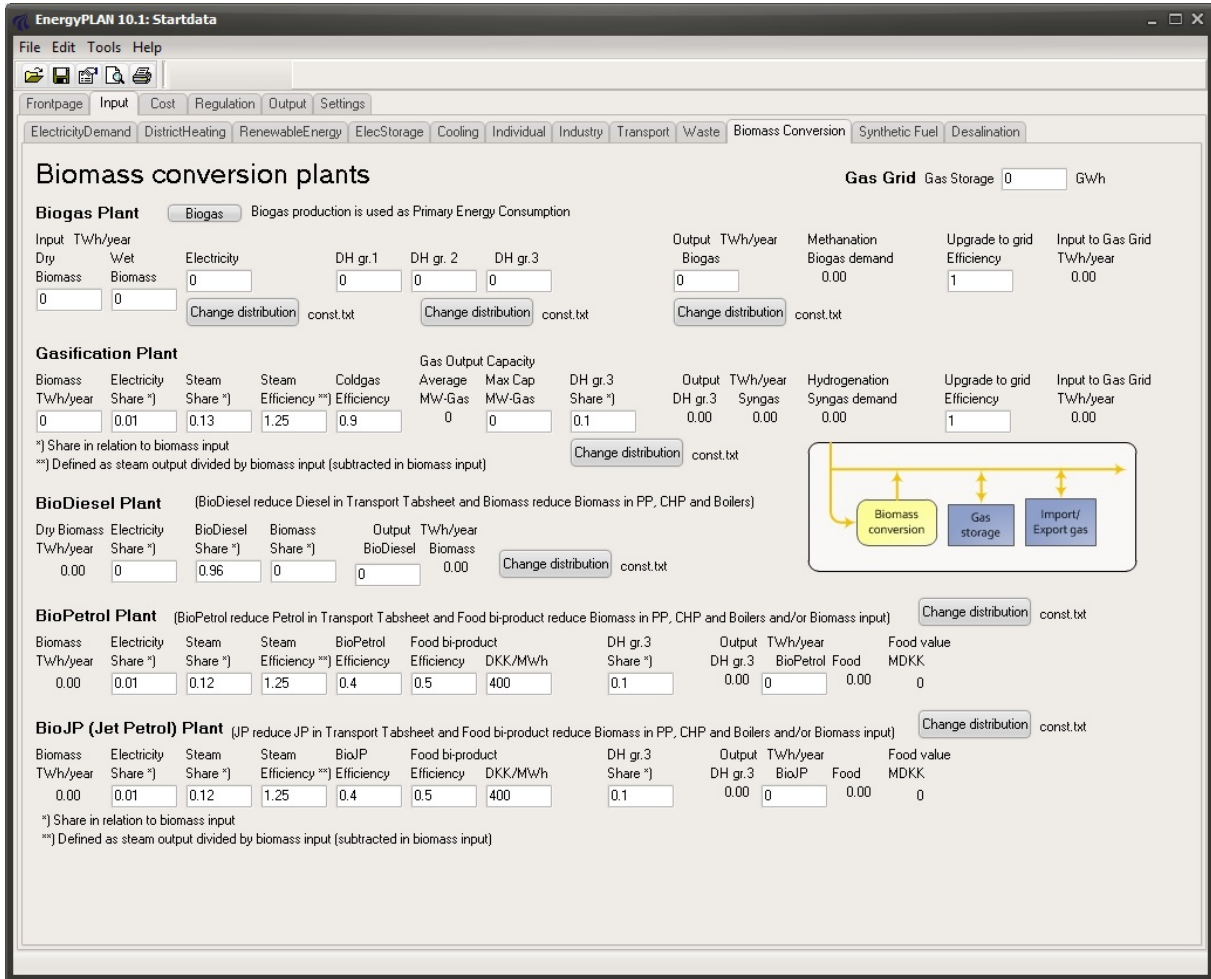 EnergyPLAN 10.1: Startdata
File Edit Tools Help
Frontpage Input Cost Regulation Output Settings
ElectricityDemand DistrictHeating RenewableEnergy ElecStorage Cooling Individual Industry Transport Waste Biomass Conversion Synthetic Fuel Desalination
Biomass conversion plants
Gas Grid Gas Storage 0 GWh
Biogas Plant Biogas Biogas production is used as Primary Energy Consumption
Input TWh/year Output TWh/year Methanation Upgrade to grid Input to Gas Grid
Dry Wet Electricity DH gr.1 DH gr. 2 DH gr.3 Biogas Biogas demand Efficiency TWh/year
Biomass Biomass 0 0 0 0 0 0.00 1 0.00
0 0
Change distribution const.txt Change distribution const.txt Change distribution const.txt
Gasification Plant
Gas Output Capacity
Biomass Electricity Steam Steam Coldgas Average Max Cap DH gr.3 Output TWh/year Hydrogenation Upgrade to grid Input to Gas Grid
TWh/year Share *) Share *) Efficiency **) Efficiency MW-Gas MW-Gas Share *) DH gr.3 Syngas Syngas demand Efficiency TWh/year
0 0.01 0.13 1.25 0.9 0 0 0.1 0.00 0.00 0.00 1 0.00
*) Share in relation to biomass input
**) Defined as steam output divided by biomass input (subtracted in biomass input)
Change distribution const.txt
Biomass conversion
Gas storage
Import/ Export gas
BioDiesel Plant (BioDiesel reduce Diesel in Transport Tabsheet and Biomass reduce Biomass in PP, CHP and Boilers)
Dry Biomass Electricity BioDiesel Biomass Output TWh/year
TWh/year Share *) Share *) Share *) BioDiesel Biomass
0.00 0 0.96 0 0 0.00 Change distribution const.txt
BioPetrol Plant (BioPetrol reduce Petrol in Transport Tabsheet and Food bi-product reduce Biomass in PP, CHP and Boilers and/or Biomass input) Change distribution const.txt
Biomass Electricity Steam Steam BioPetrol Food bi-product DH gr.3 Output TWh/year Food value
TWh/year Share *) Share *) Efficiency **) Efficiency Efficiency DKK/MWh Share *) DH gr.3 BioPetrol Food MDKK
0.00 0.01 0.12 1.25 0.4 0.5 400 0.1 0.00 0 0.00 0
BioJP (Jet Petrol) Plant (JP reduce JP in Transport Tabsheet and Food bi-product reduce Biomass in PP, CHP and Boilers and/or Biomass input) Change distribution const.txt
Biomass Electricity Steam Steam BioJP Food bi-product DH gr.3 Output TWh/year Food value
TWh/year Share *) Share *) Efficiency **) Efficiency Efficiency DKK/MWh Share *) DH gr.3 BioJP Food MDKK
0.00 0.01 0.12 1.25 0.4 0.5 400 0.1 0.00 0 0.00 0
*) Share in relation to biomass input
**) Defined as steam output divided by biomass input (subtracted in biomass input)